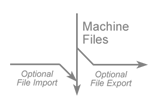 Machine
Files
Optional
File Import
Optional
File Export